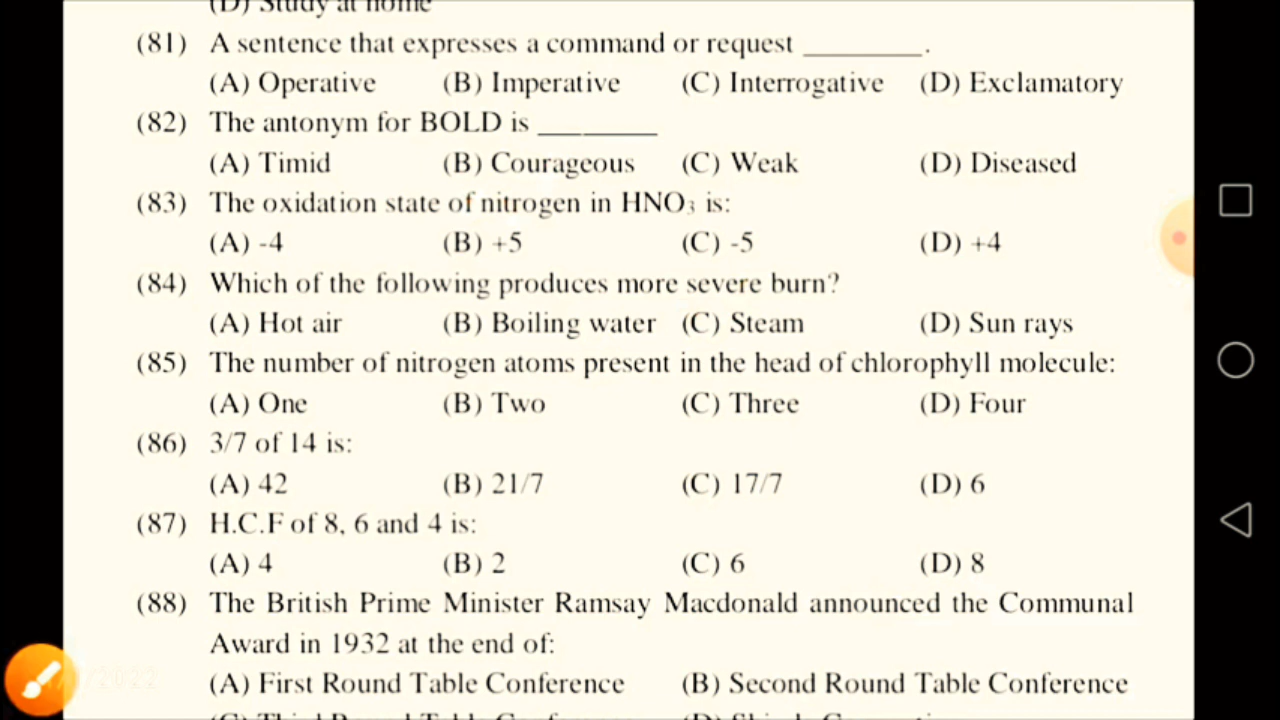 (D) Study at home
(81) A sentence that expresses a command or request ________.
(A) Operative (B) Imperative (C) Interrogative (D) Exclamatory
(82) The antonym for BOLD is ________
(A) Timid (B) Courageous (C) Weak (D) Diseased
(83) The oxidation state of nitrogen in HNO₃ is:
(A) -4 (B) +5 (C) -5 (D) +4
(84) Which of the following produces more severe burn?
(A) Hot air (B) Boiling water (C) Steam (D) Sun rays
(85) The number of nitrogen atoms present in the head of chlorophyll molecule:
(A) One (B) Two (C) Three (D) Four
(86) 3/7 of 14 is:
(A) 42 (B) 21/7 (C) 17/7 (D) 6
(87) H.C.F of 8, 6 and 4 is:
(A) 4 (B) 2 (C) 6 (D) 8
(88) The British Prime Minister Ramsay Macdonald announced the Communal
Award in 1932 at the end of:
(A) First Round Table Conference (B) Second Round Table Conference